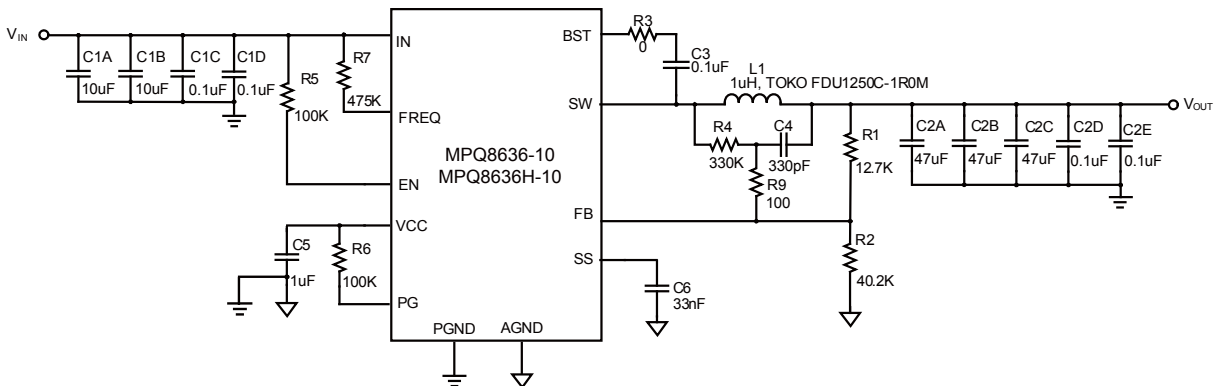 VIN
C1A
10uF
C1B
10uF
C1C
0.1uF
C1D
0.1uF
R5
100K
R7
475K
IN
FREQ
EN
VCC
PG
PGND
AGND
BST
SW
FB
SS
MPQ8636-10
MPQ8636H-10
C5
1uF
R6
100K
R3
0
C3
0.1uF
L1
1uH, TOKO FDU1250C-1R0M
R4
330K
C4
330pF
R9
100
R1
12.7K
R2
40.2K
C6
33nF
C2A
47uF
C2B
47uF
C2C
47uF
C2D
0.1uF
C2E
0.1uF
VOUT